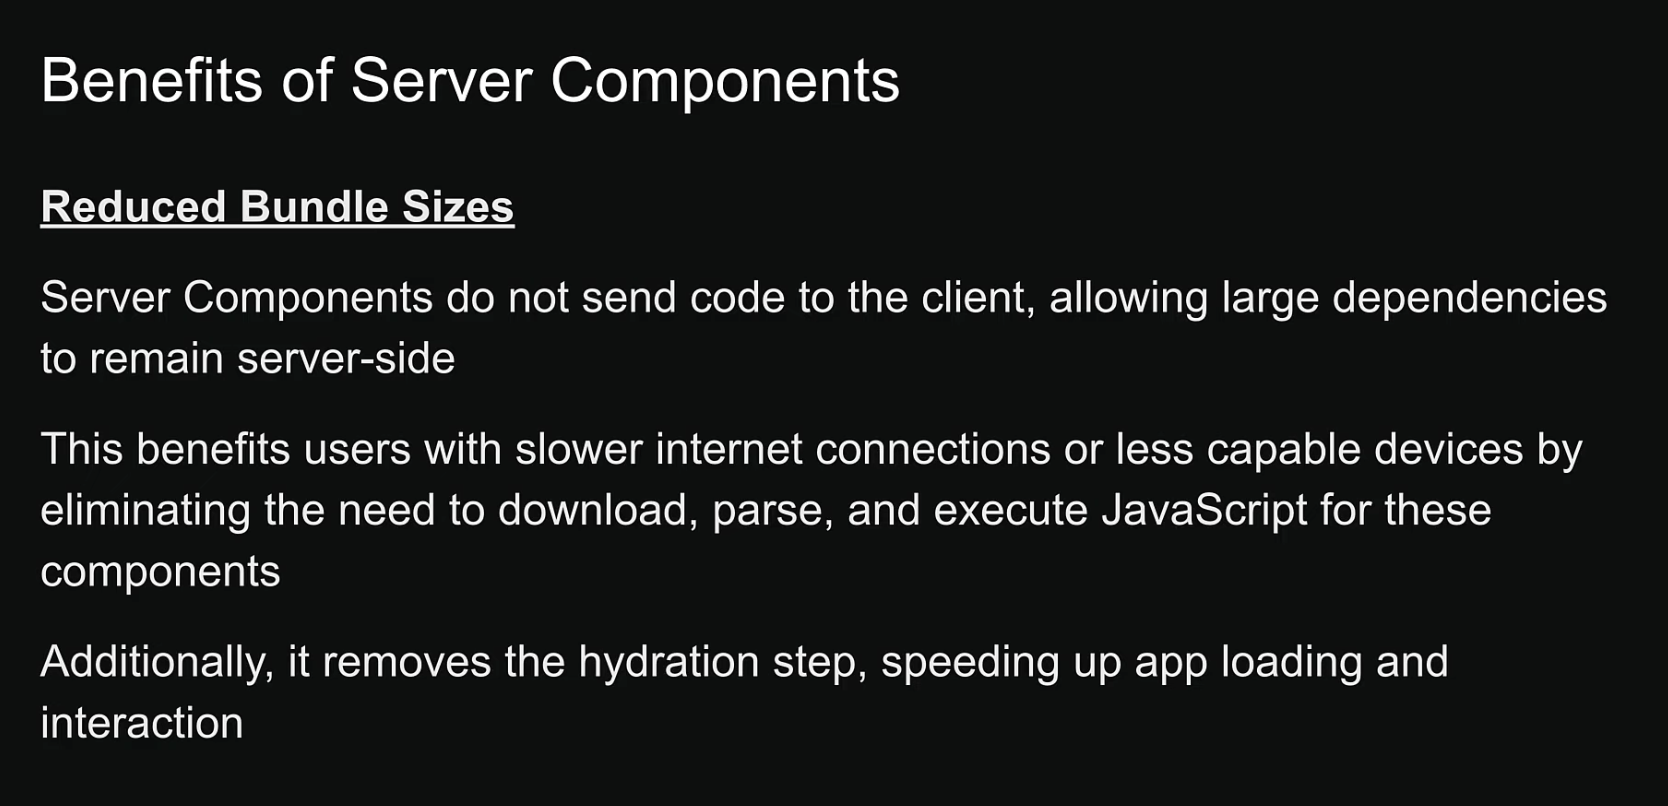 Benefits of Server Components
Reduced Bundle Sizes
Server Components do not send code to the client, allowing large dependencies
to remain server-side
This benefits users with slower internet connections or less capable devices by
eliminating the need to download, parse, and execute JavaScript for these
components
Additionally, it removes the hydration step, speeding up app loading and
interaction